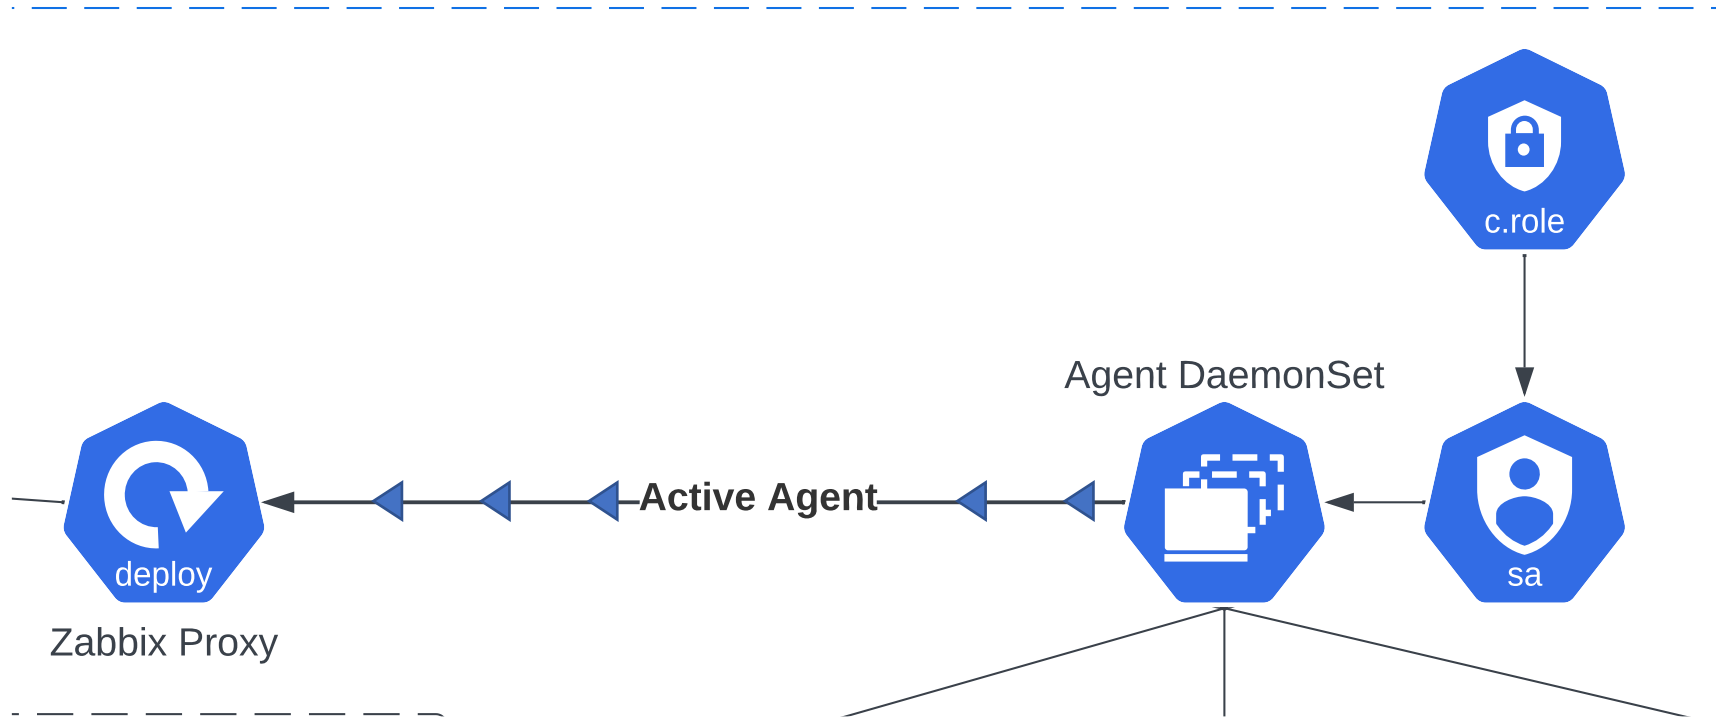 c.role
Agent DaemonSet
Active Agent
deploy
sa
Zabbix Proxy